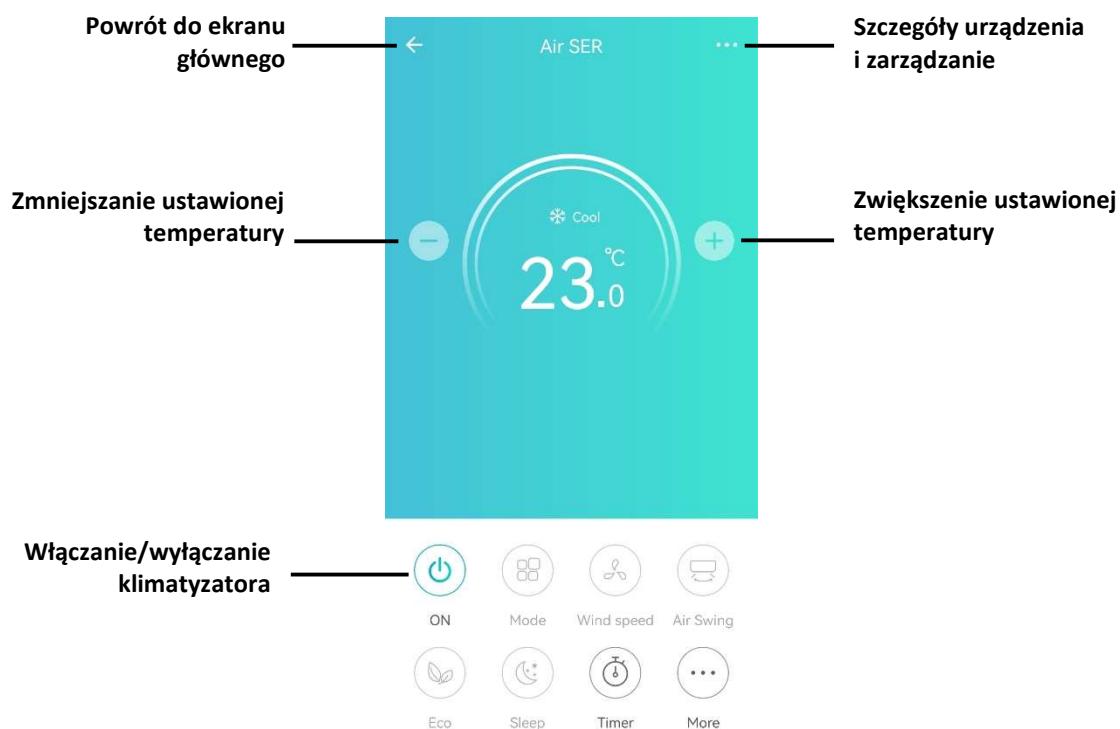 Powrót do ekranu
głównego
Air SER
Szczegóły urządzenia
i zarządzanie
Zmniejszanie ustawionej
temperatury
Cool
23.0 °C
Zwiększenie ustawionej
temperatury
Włączanie/wyłączanie
klimatyzatora
ON
Mode
Wind speed
Air Swing
Eco
Sleep
Timer
More